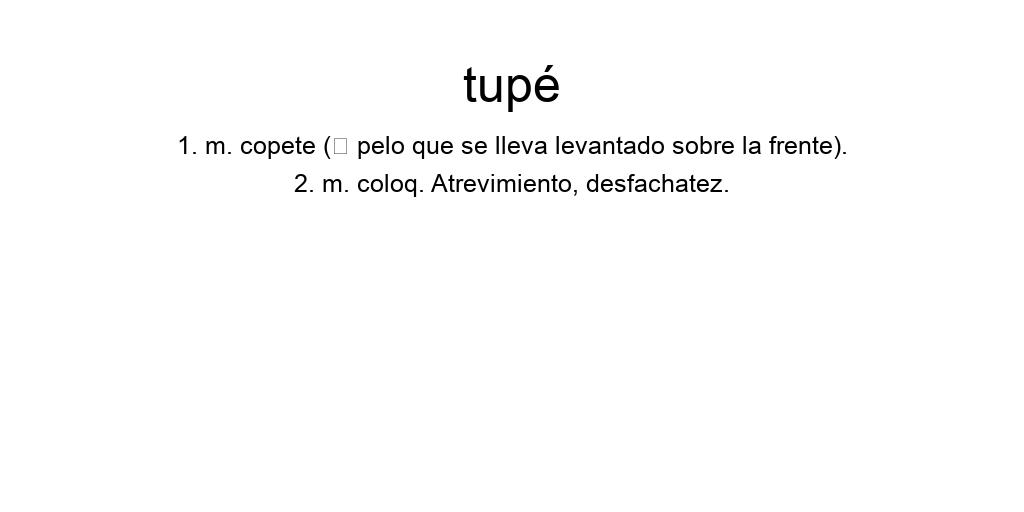 tupé
1. m. copete (▯ pelo que se lleva levantado sobre la frente).
2. m. coloq. Atrevimiento, desfachatez.